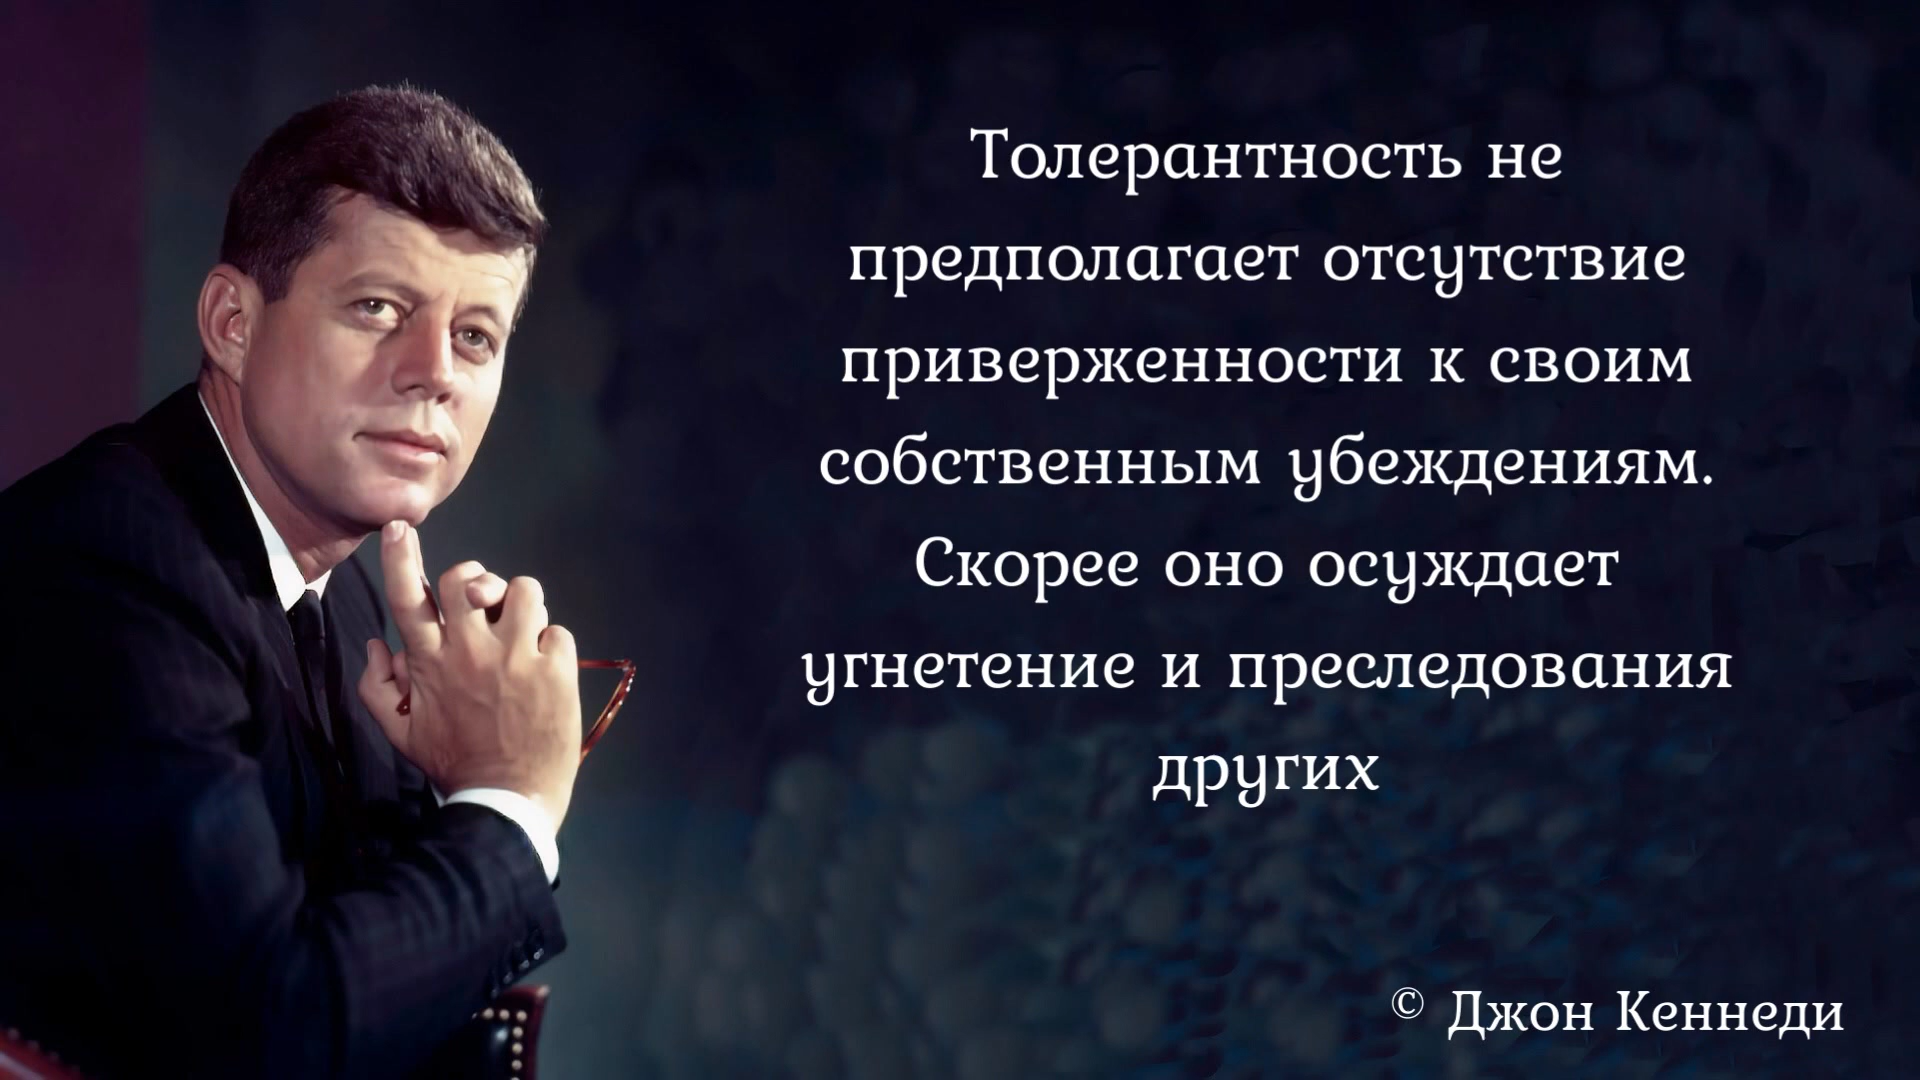 Толерантность не
предполагает отсутствие
приверженности к своим
собственным убеждениям.
Скорее оно осуждает
угнетение и преследования
других
© Джон Кеннеди